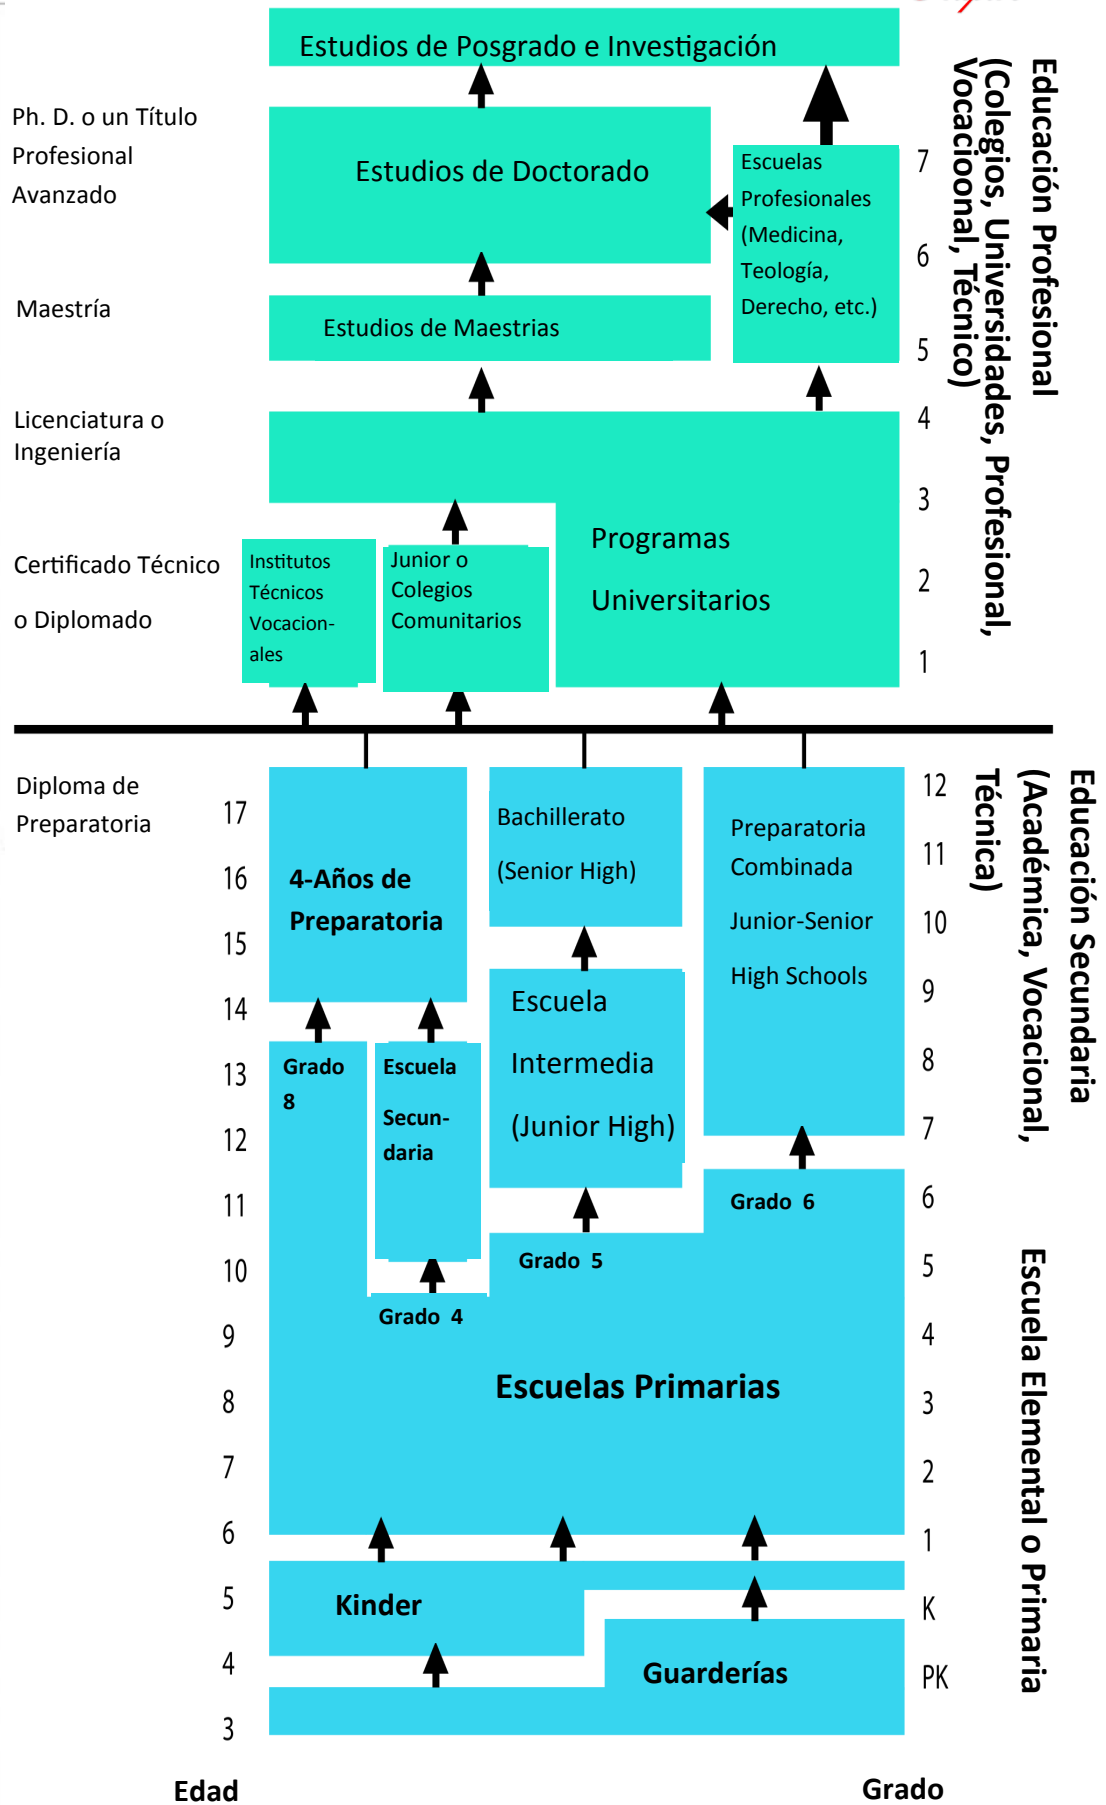 Estudios de Posgrado e Investigación
Ph. D. o un Título
Profesional
Avanzado
Estudios de Doctorado
Escuelas
Profesionales
(Medicina,
Teología,
Derecho, etc.)
7
6
5
Maestría
Estudios de Maestrias
Licenciatura o
Ingeniería
4
3
2
1
Programas
Universitarios
Certificado Técnico
o Diplomado
Institutos
Técnicos
Vocacion-
ales
Junior o
Colegios
Comunitarios
Educación Profesional
(Colegios, Universidades, Profesional,
Vocacioonal, Técnico)
Diploma de
Preparatoria
17
16
15
14
13
12
11
10
9
8
7
6
5
4
3
4-Años de
Preparatoria
Bachillerato
(Senior High)
Preparatoria
Combinada
Junior-Senior
High Schools
Escuela
Intermedia
(Junior High)
Grado
8
Escuela
Secun-
daria
Grado 6
Grado 5
Grado 4
Escuelas Primarias
Kinder
Guarderías
12
11
10
9
8
7
6
5
4
3
2
1
K
PK
Educación Secundaria
(Académica, Vocacional,
Técnica)
Escuela Elemental o Primaria
Edad
Grado